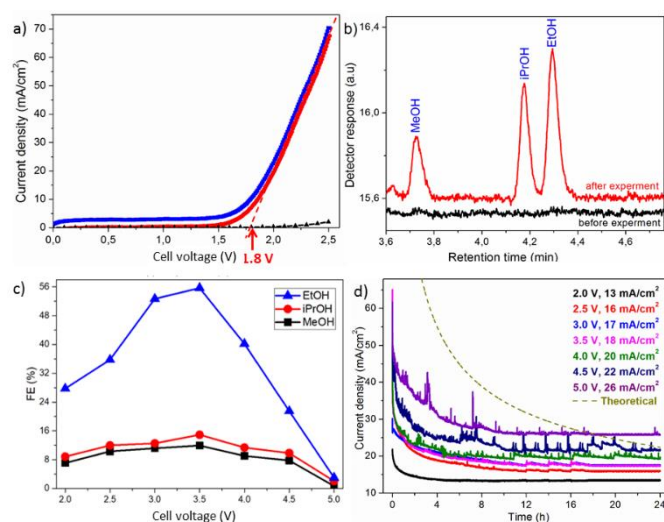 a)
70
60
50
40
30
20
10
0
Current density (mA/cm²)
0,0
0,5
1,0
1,5
2,0
2,5
Cell voltage (V)
1.8 V
b)
16,4
16,0
15,6
Detector response (a.u)
MeOH
iPrOH
EtOH
after experment
before experment
3,6
3,8
4,0
4,2
4,4
4,6
Retention time (min)
c)
56
48
40
32
24
16
8
0
FE (%)
EtOH
iPrOH
MeOH
2.0
2.5
3.0
3.5
4.0
4.5
5.0
Cell voltage (V)
d)
66
55
44
33
22
10
Current density (mA/cm²)
2.0 V, 13 mA/cm²
2.5 V, 16 mA/cm²
3.0 V, 17 mA/cm²
3.5 V, 18 mA/cm²
4.0 V, 20 mA/cm²
4.5 V, 22 mA/cm²
5.0 V, 26 mA/cm²
Theoretical
0
4
8
12
16
20
24
Time (h)